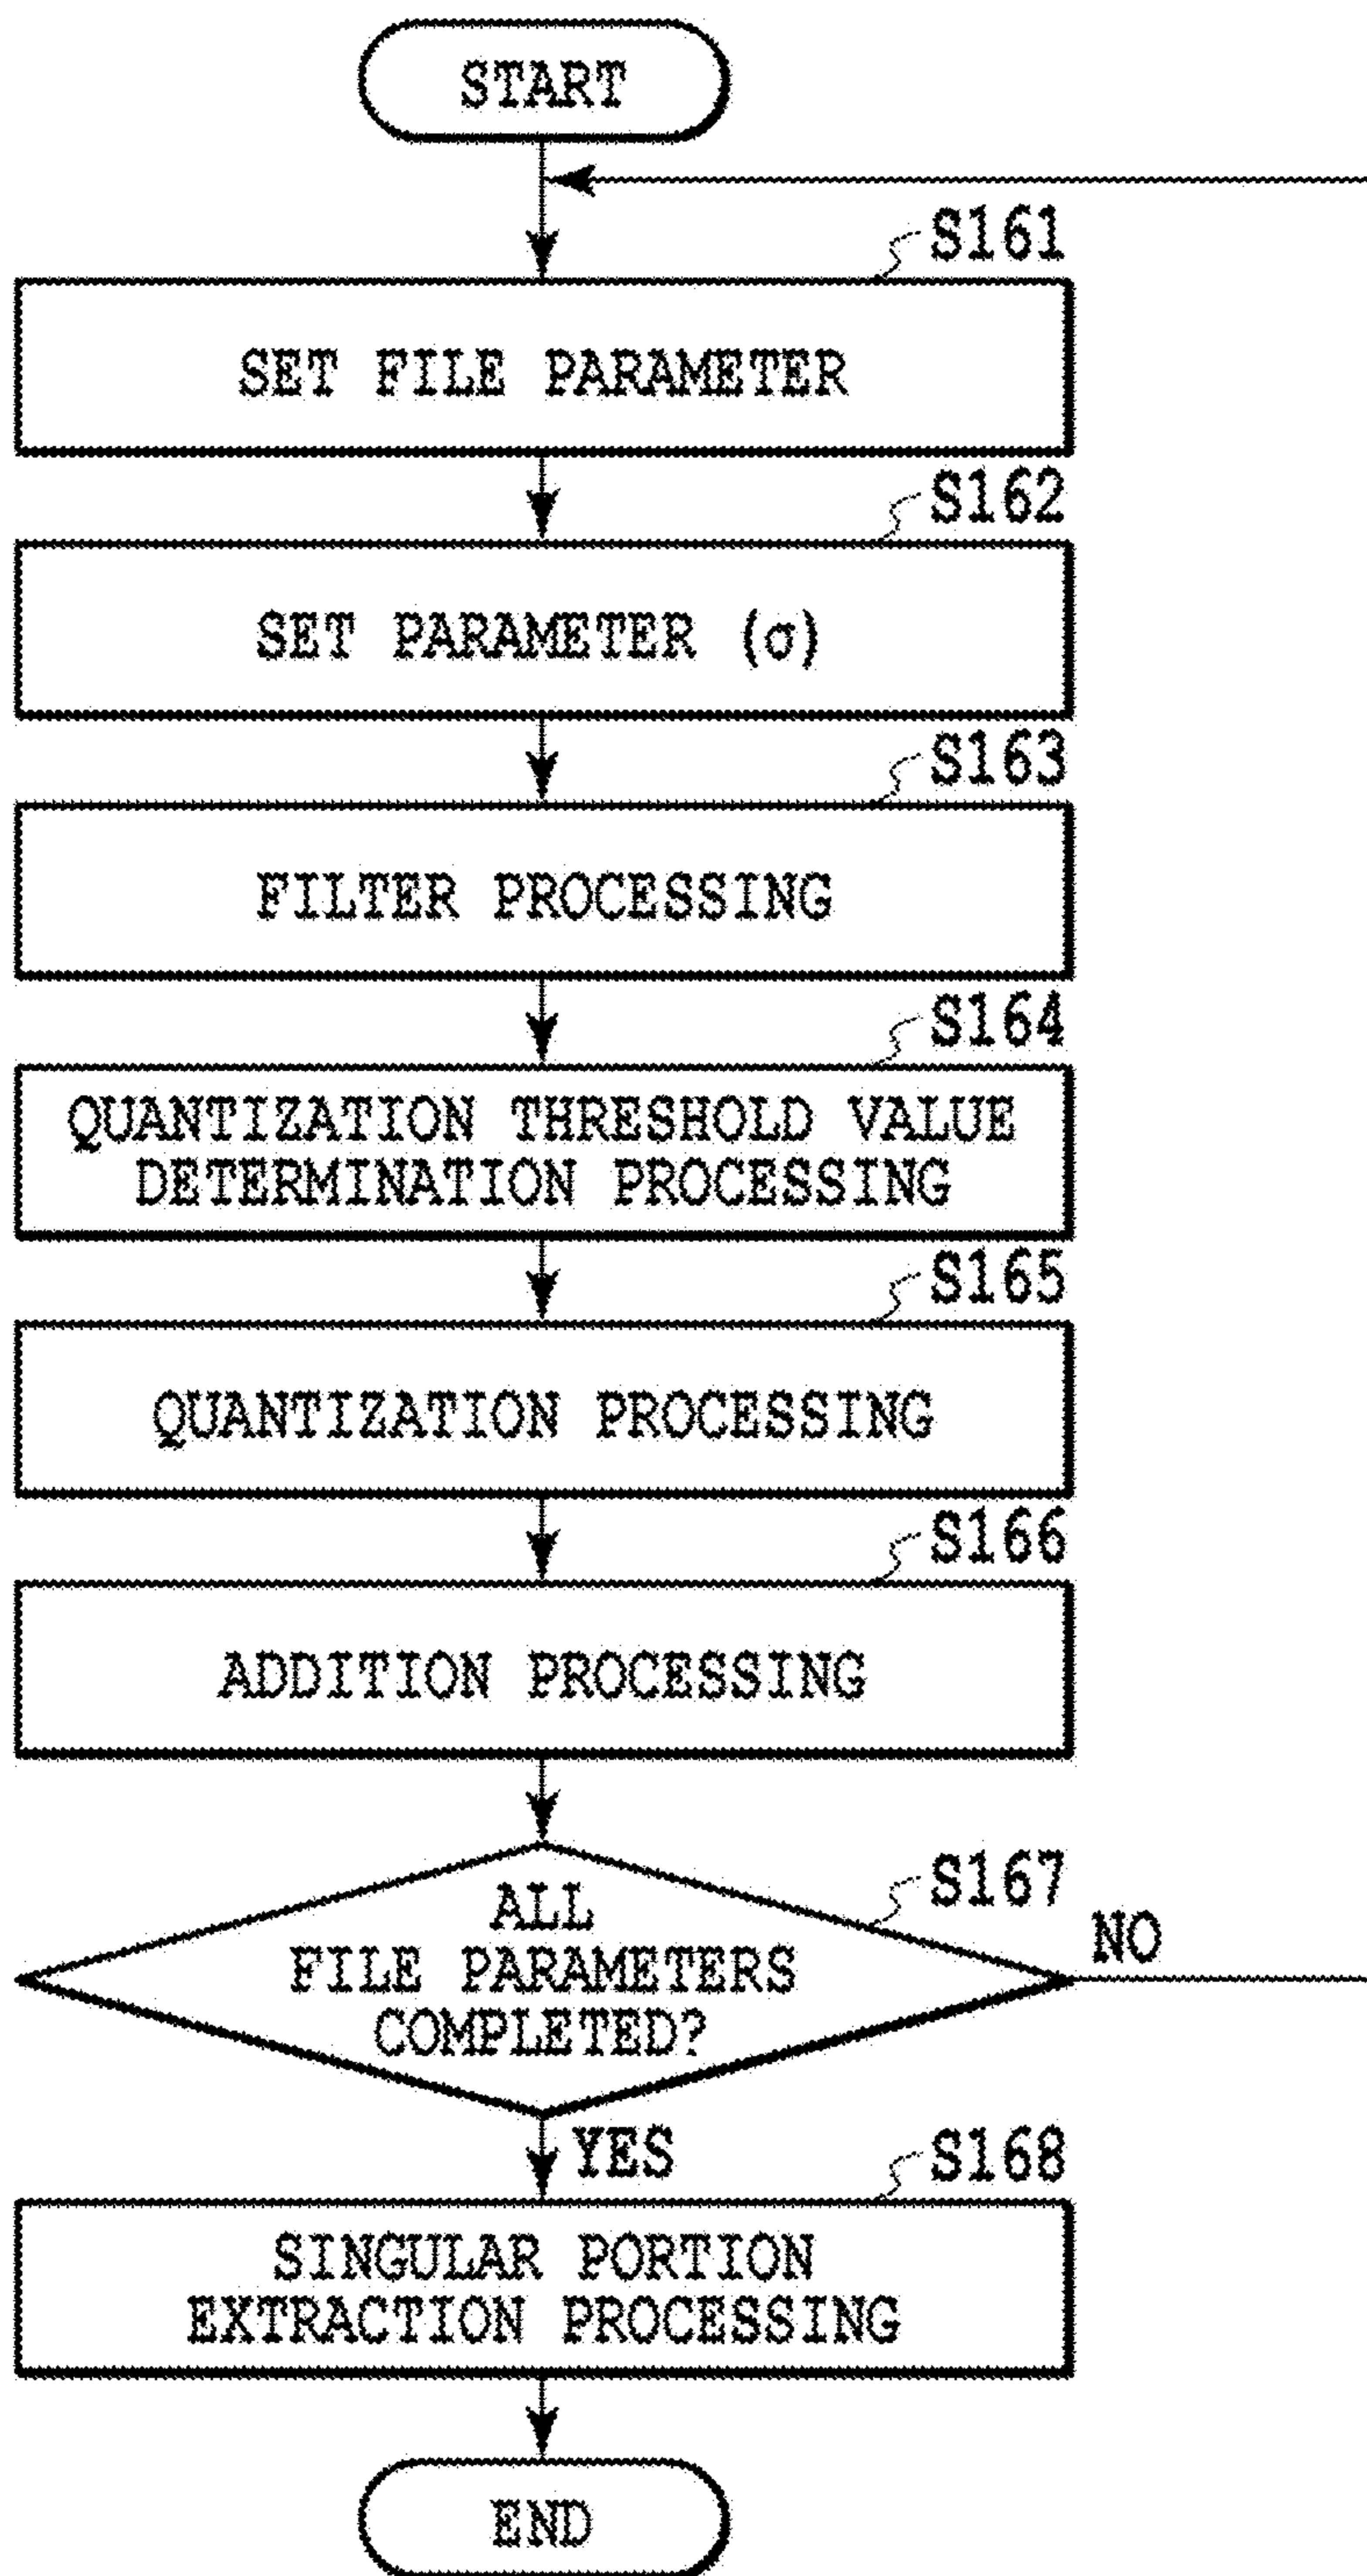 START
S161
SET FILE PARAMETER
S162
SET PARAMETER (σ)
S163
FILTER PROCESSING
S164
QUANTIZATION THRESHOLD VALUE
DETERMINATION PROCESSING
S165
QUANTIZATION PROCESSING
S166
ADDITION PROCESSING
S167
ALL
FILE PARAMETERS
COMPLETED?
NO
YES
S168
SINGULAR PORTION
EXTRACTION PROCESSING
END